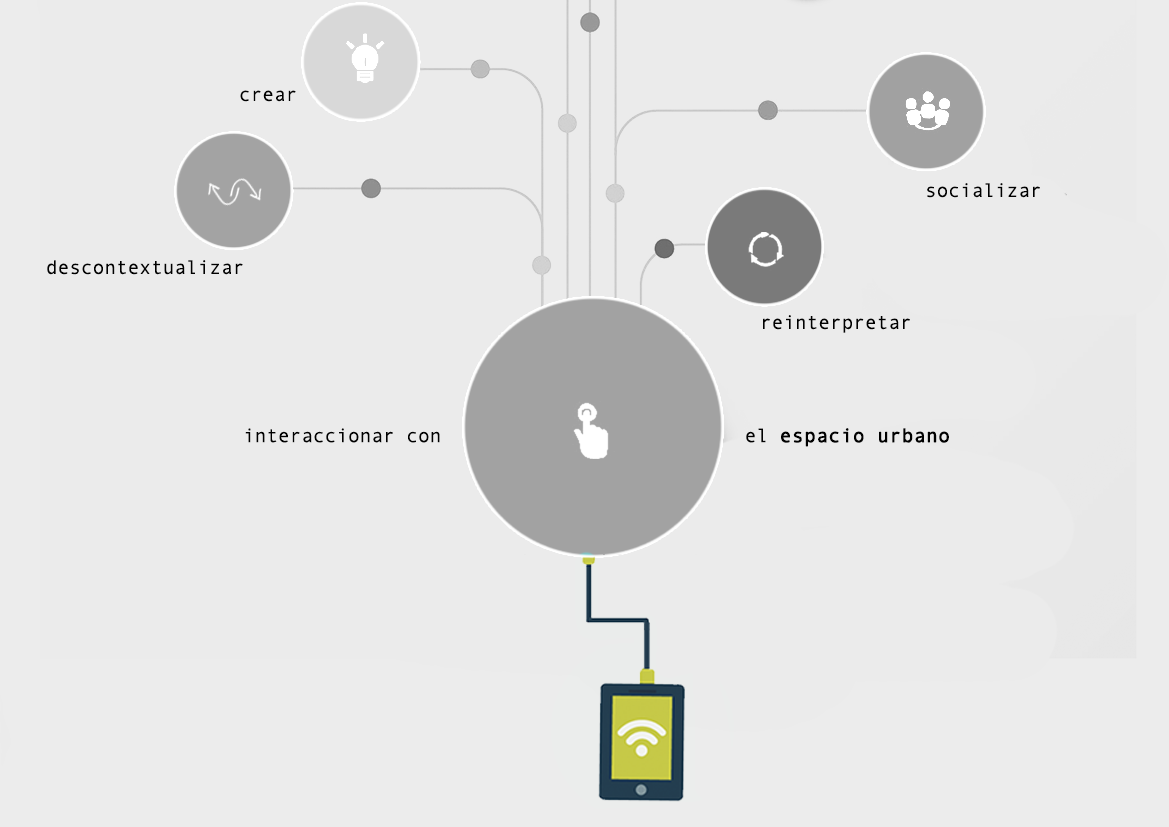 crear
socializar
descontextualizar
reinterpretar
interaccionar con
el espacio urbano